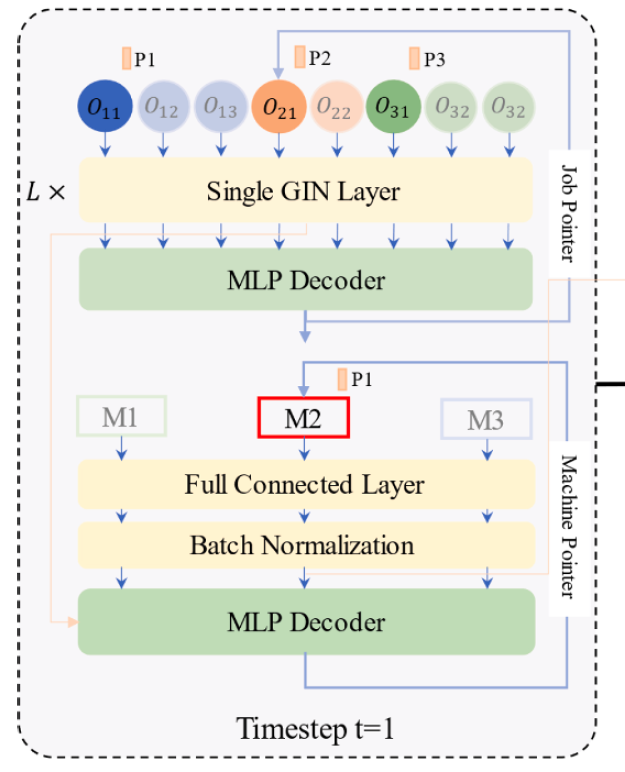 P1 P2 P3
O11 O12 O13 O21 O22 O31 O32 O32
L × Single GIN Layer
Job Pointer
MLP Decoder
P1
M1 M2 M3
Full Connected Layer
Machine Pointer
Batch Normalization
MLP Decoder
Timestep t=1